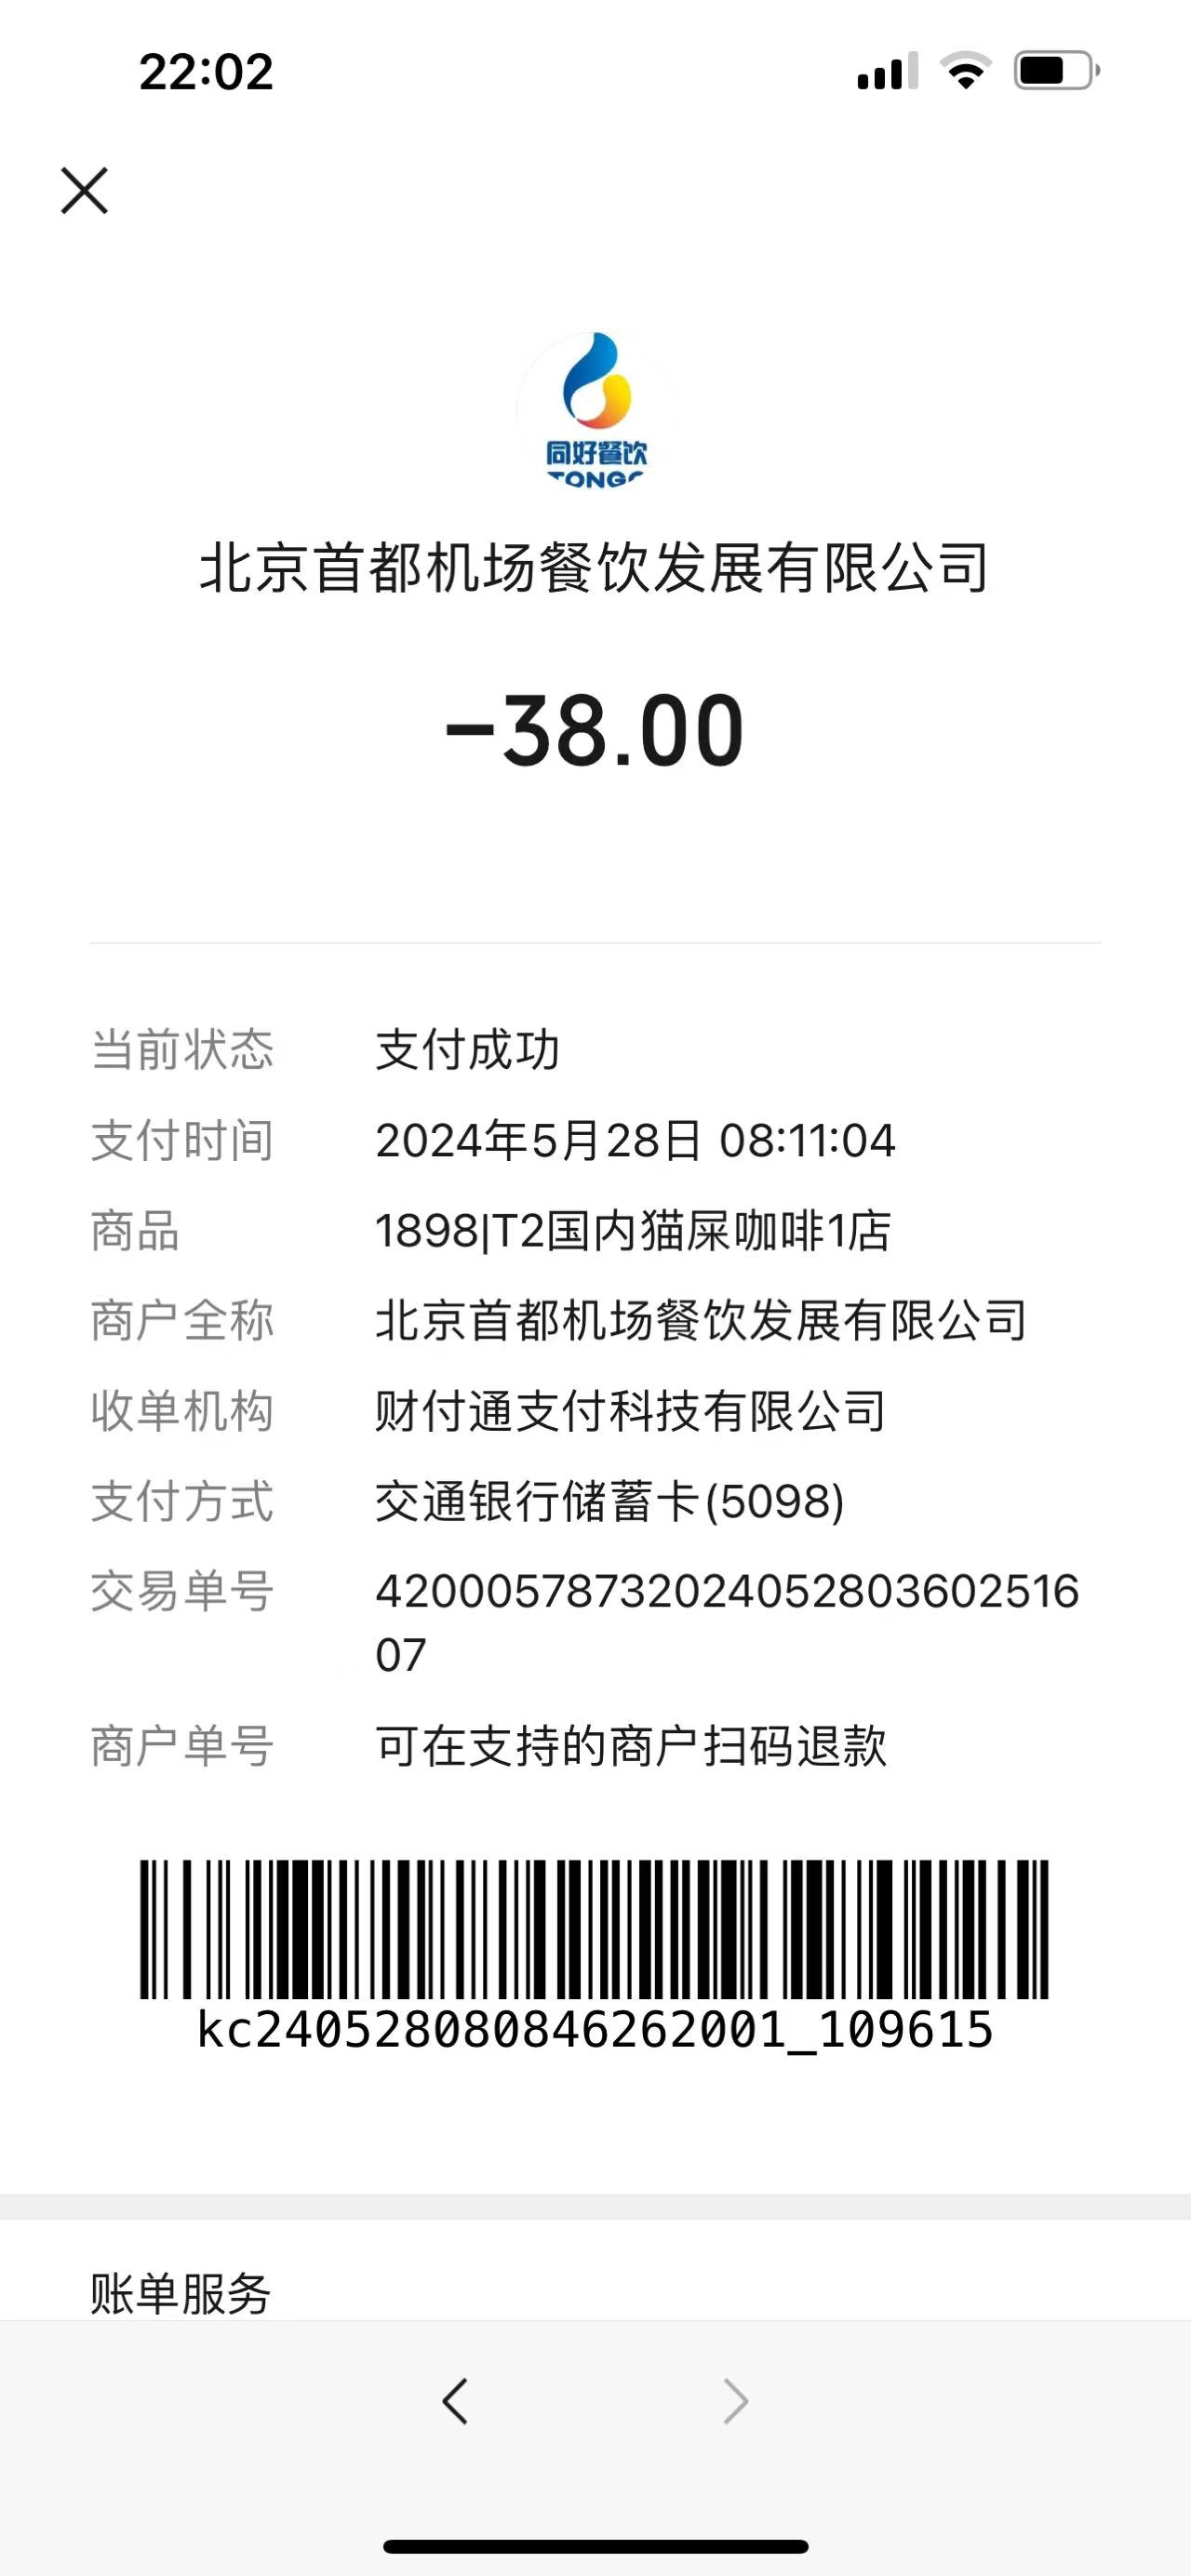 22:02
同好餐饮
北京首都机场餐饮发展有限公司
-38.00
当前状态 支付成功
支付时间 2024年5月28日 08:11:04
商品 1898|T2国内猫屎咖啡1店
商户全称 北京首都机场餐饮发展有限公司
收单机构 财付通支付科技有限公司
支付方式 交通银行储蓄卡(5098)
交易单号 42000578732024052803602516
07
商户单号 可在支持的商户扫码退款
kc240528080846262001_109615
账单服务